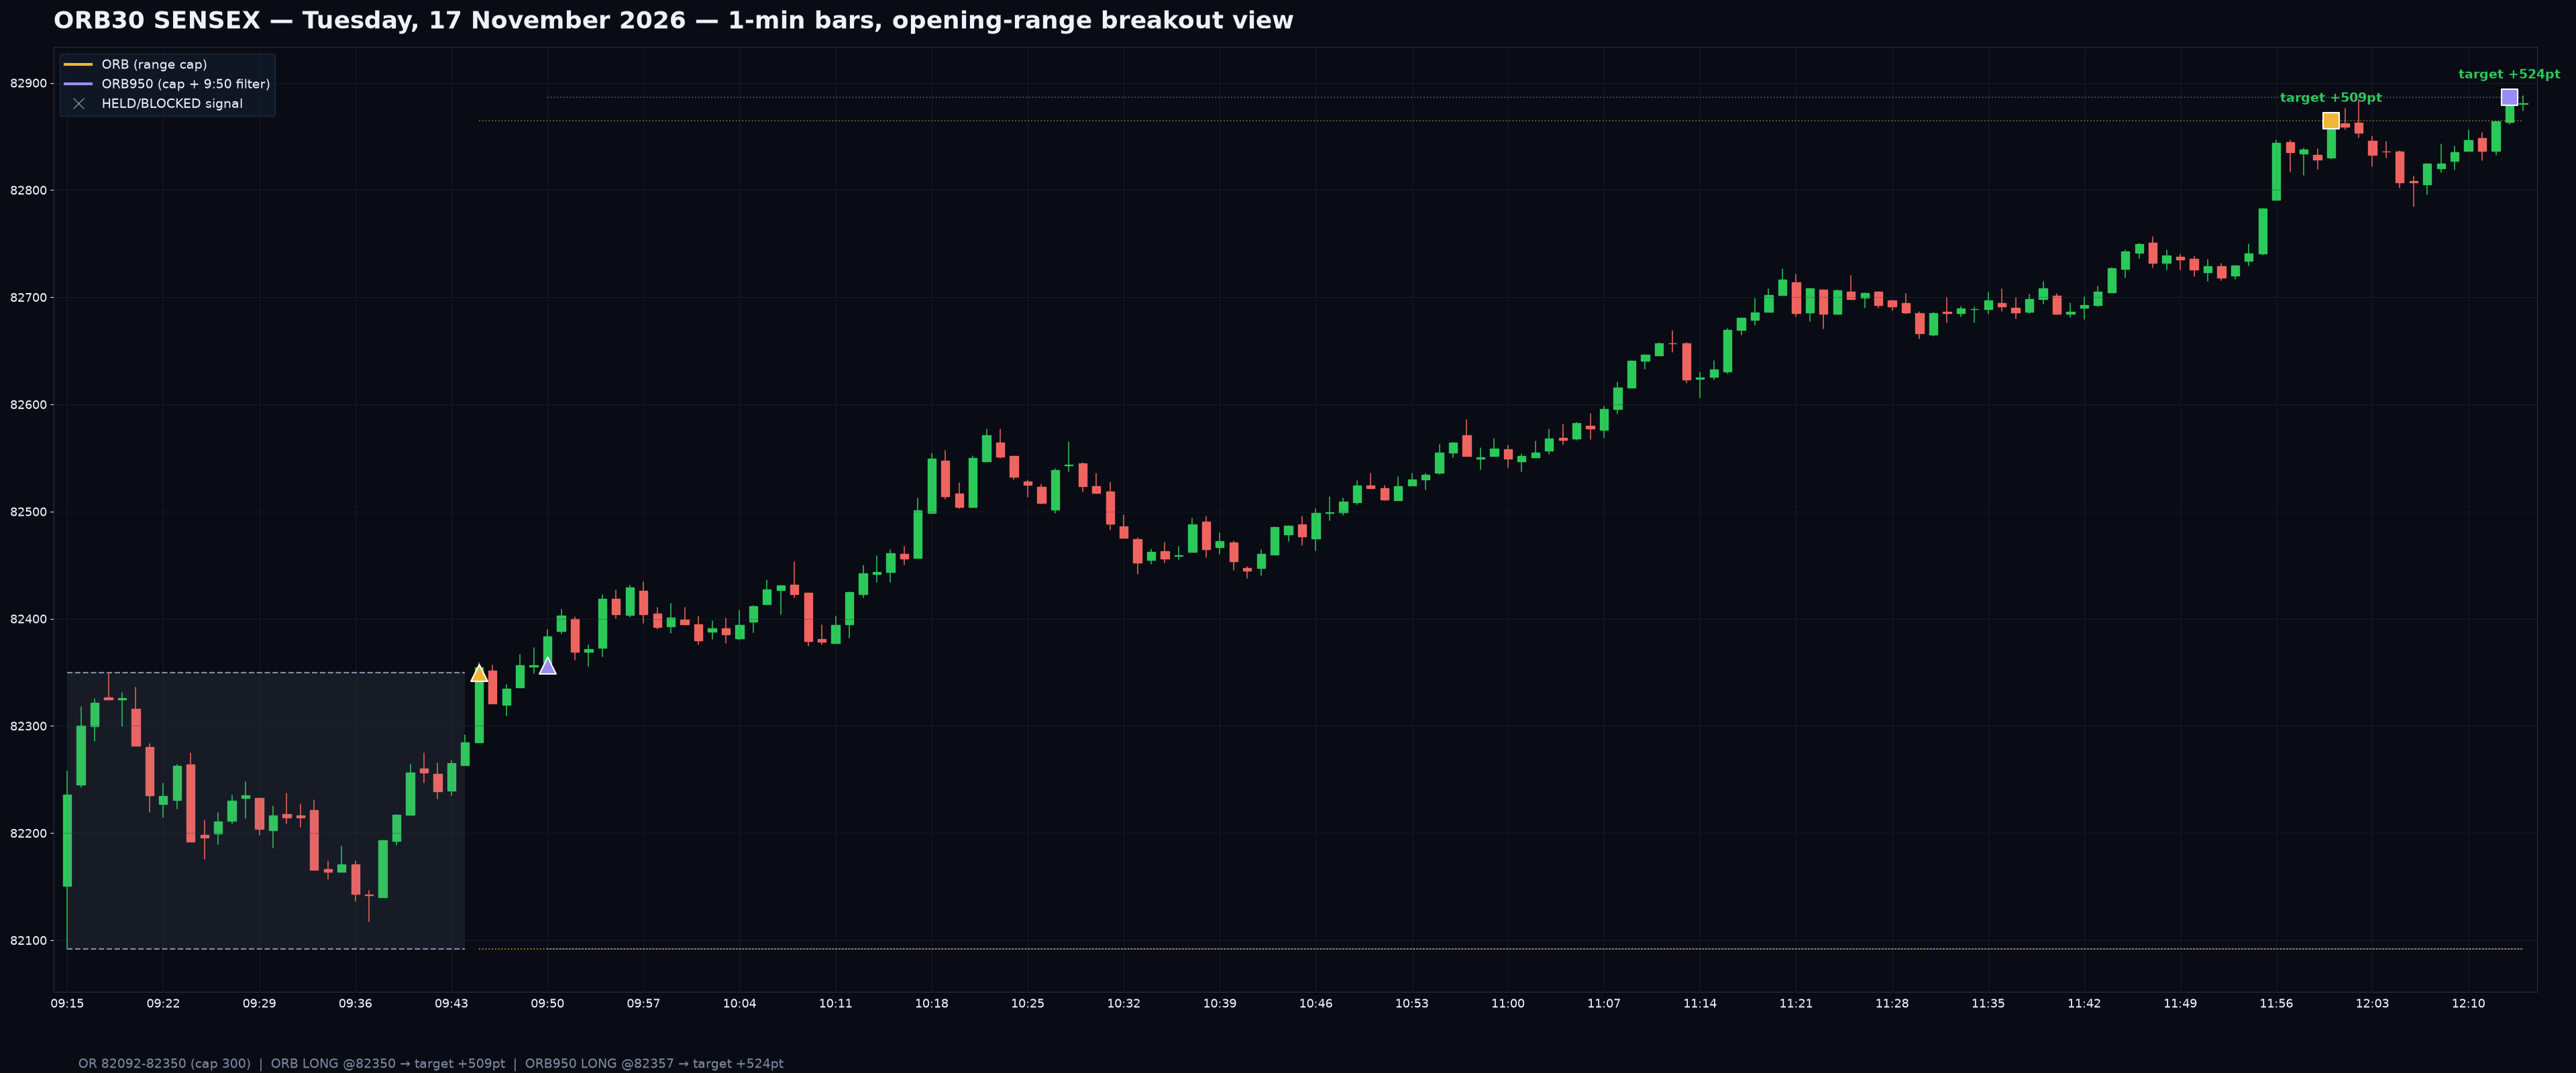 ORB30 SENSEX — Tuesday, 17 November 2026 — 1-min bars, opening-range breakout view
ORB (range cap)
ORB950 (cap + 9:50 filter)
HELD/BLOCKED signal
target +524pt
target +509pt
82900
82800
82700
82600
82500
82400
82300
82200
82100
09:15 09:22 09:29 09:36 09:43 09:50 09:57 10:04 10:11 10:18 10:25 10:32 10:39 10:46 10:53 11:00 11:07 11:14 11:21 11:28 11:35 11:42 11:49 11:56 12:03 12:10
OR 82092-82350 (cap 300) | ORB LONG @82350 → target +509pt | ORB950 LONG @82357 → target +524pt